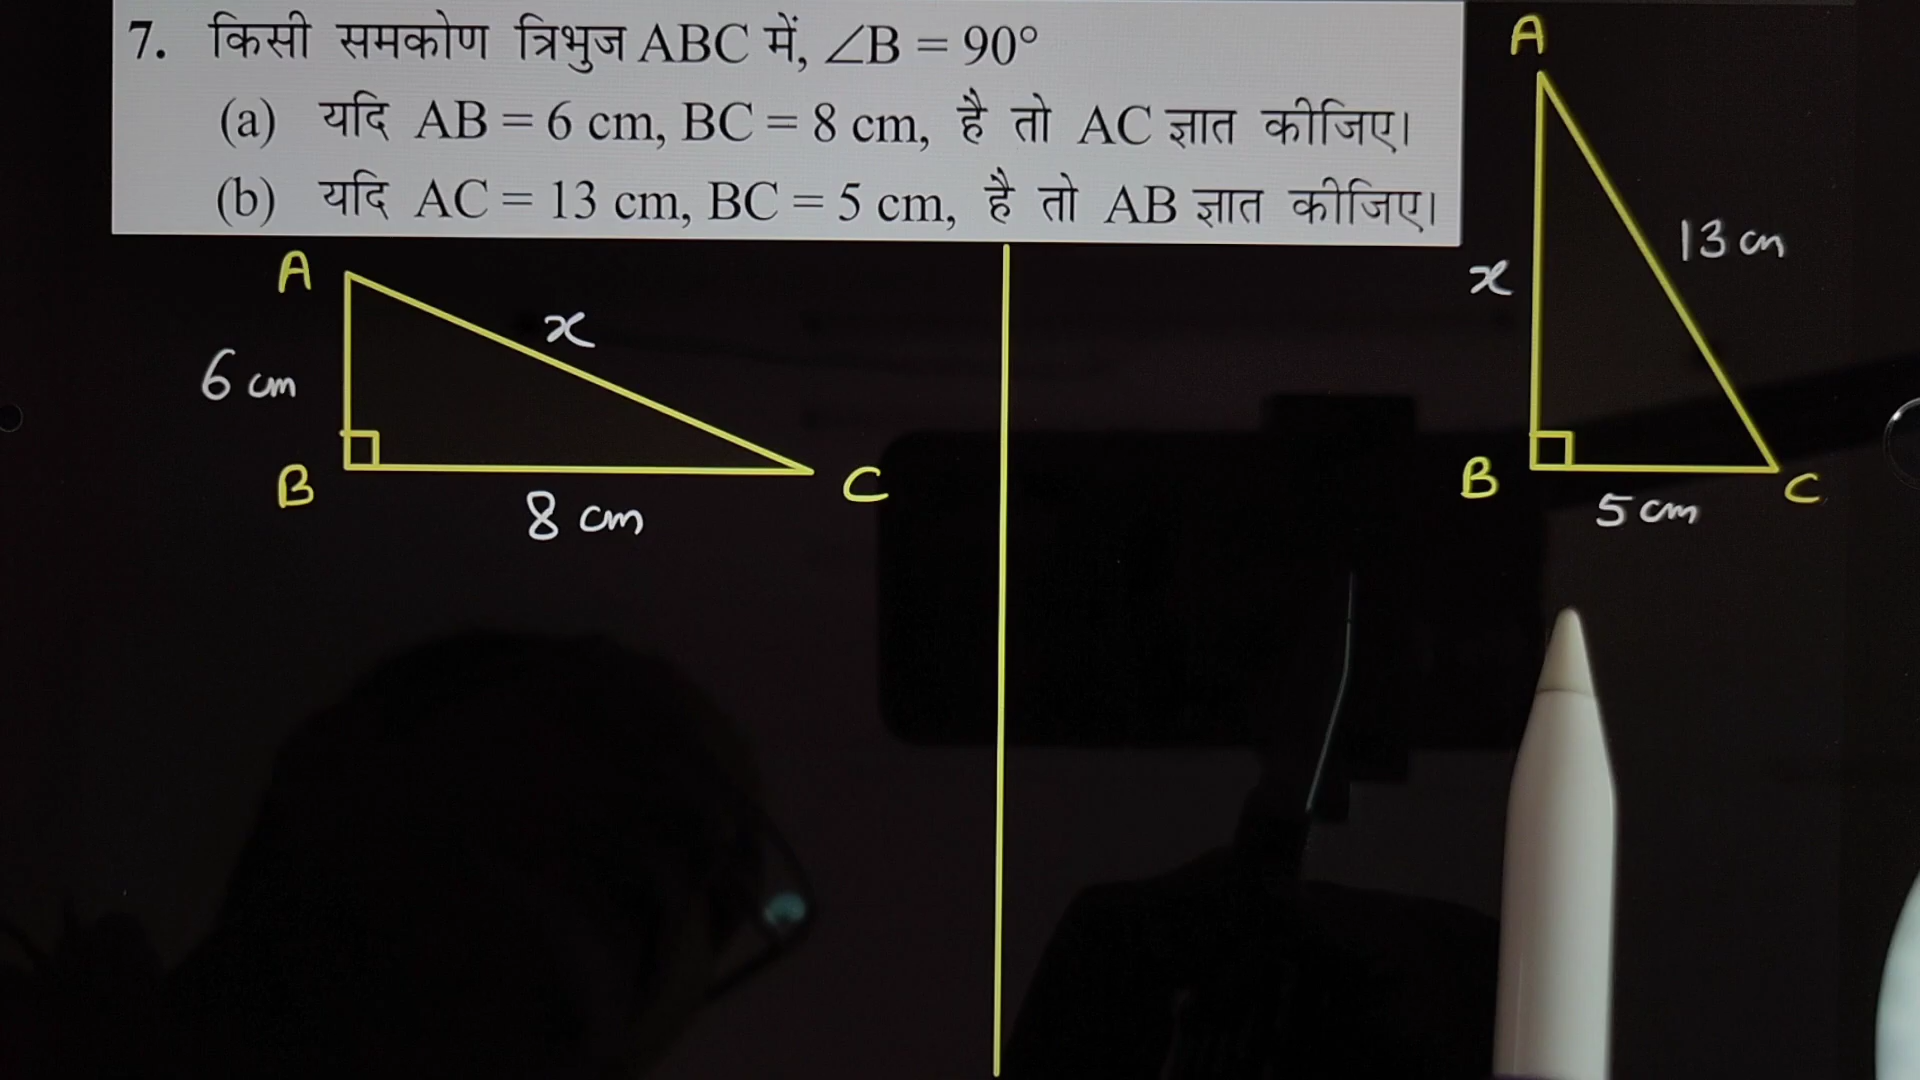 7. किसी समकोण त्रिभुज ABC में, ∠B = 90°
(a) यदि AB = 6 cm, BC = 8 cm, है तो AC ज्ञात कीजिए।
(b) यदि AC = 13 cm, BC = 5 cm, है तो AB ज्ञात कीजिए।
A
x
6 cm
B
C
8 cm
A
13 cm
x
B
C
5 cm